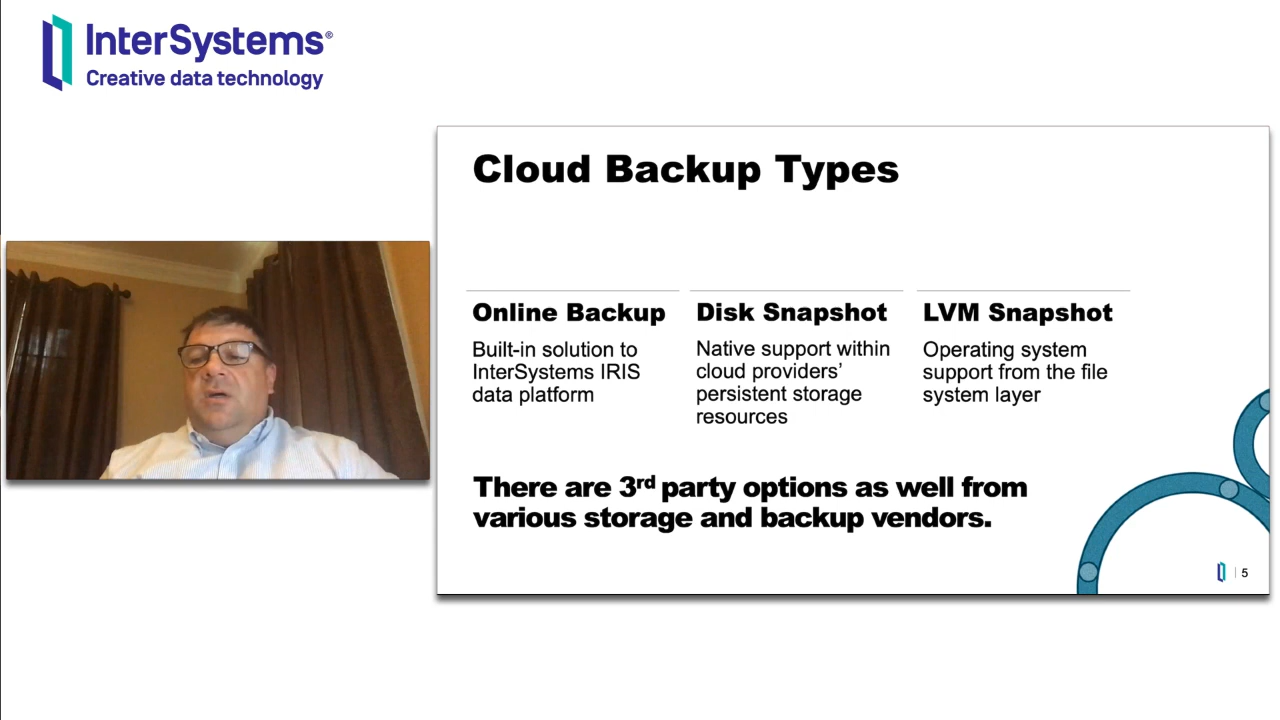 InterSystems®
Creative data technology
Cloud Backup Types
Online Backup
Built-in solution to
InterSystems IRIS
data platform
Disk Snapshot
Native support within
cloud providers’
persistent storage
resources
LVM Snapshot
Operating system
support from the file
system layer
There are 3rd party options as well from
various storage and backup vendors.
5